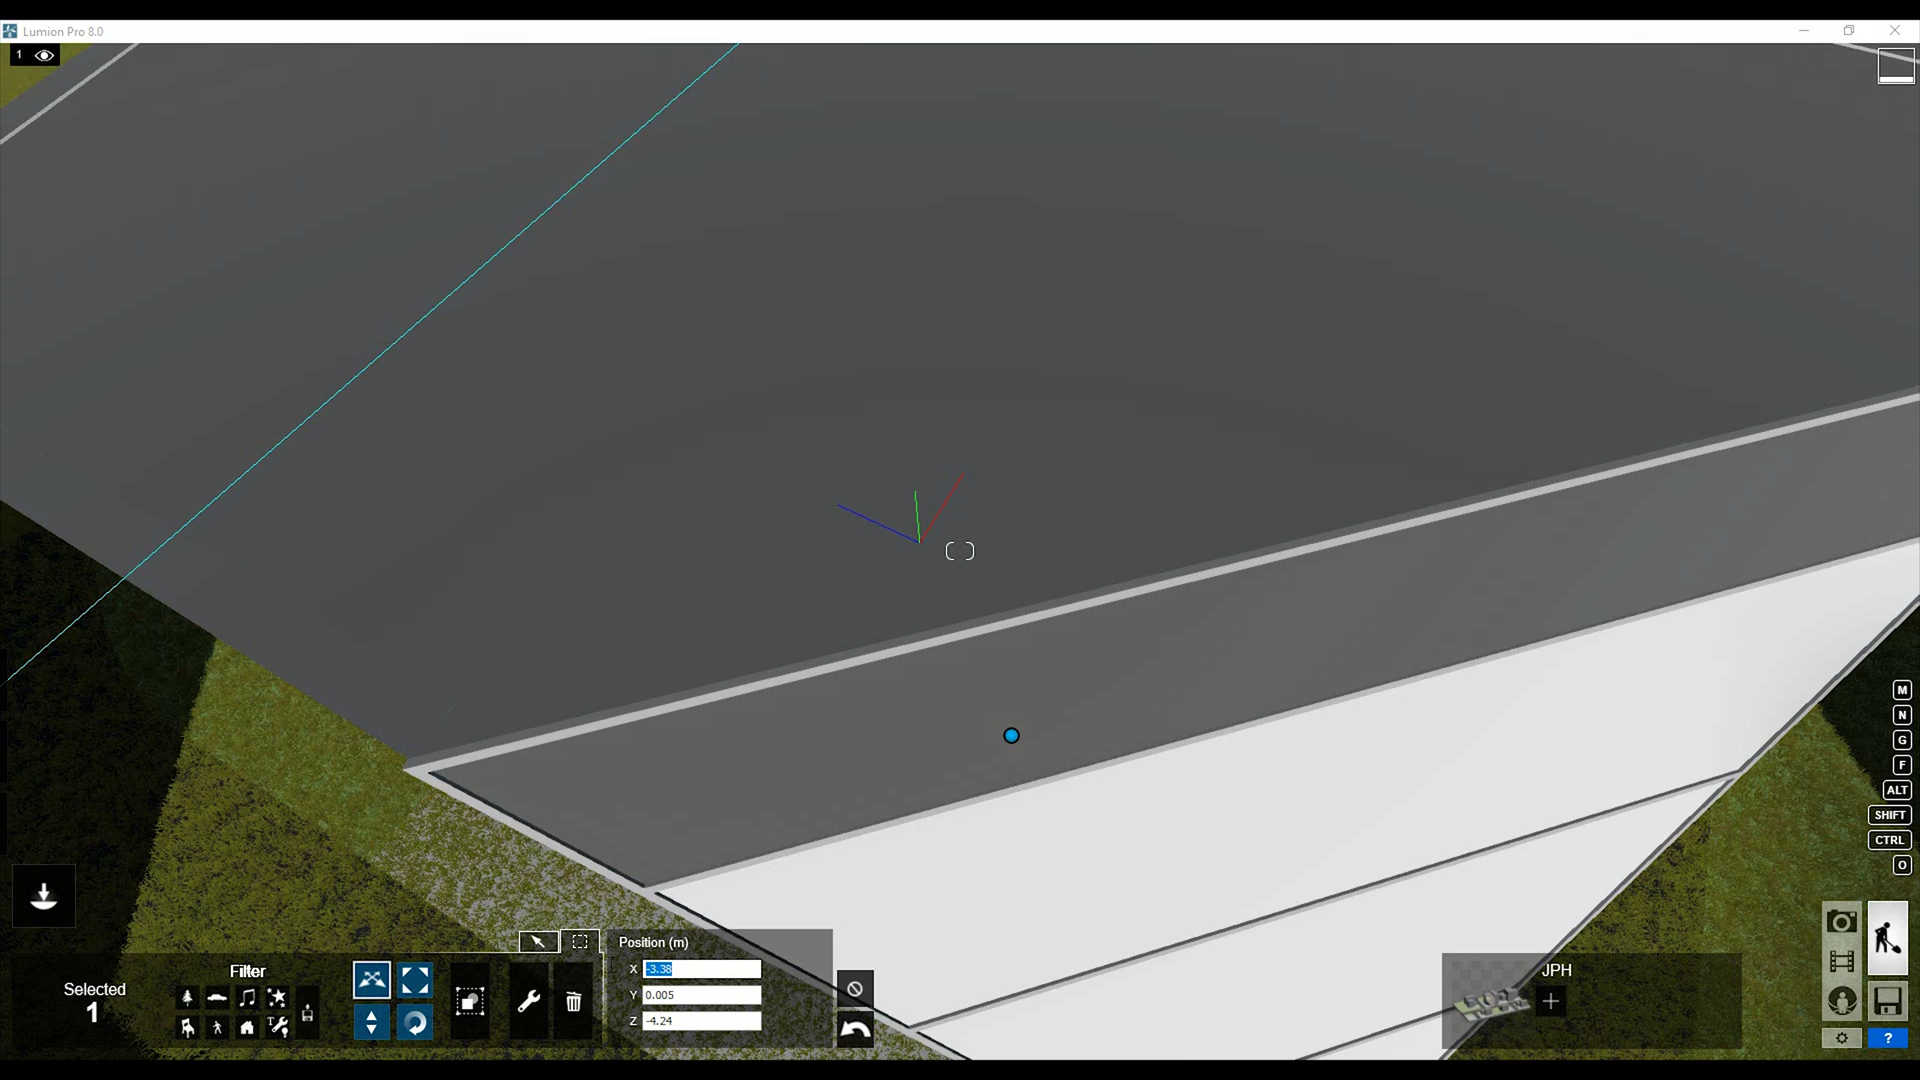 Lumion Pro 8.0
1
M
N
G
F
ALT
SHIFT
CTRL
O
Selected
1
Filter
Position (m)
X -3.38
Y 0.005
Z -4.24
JPH
?